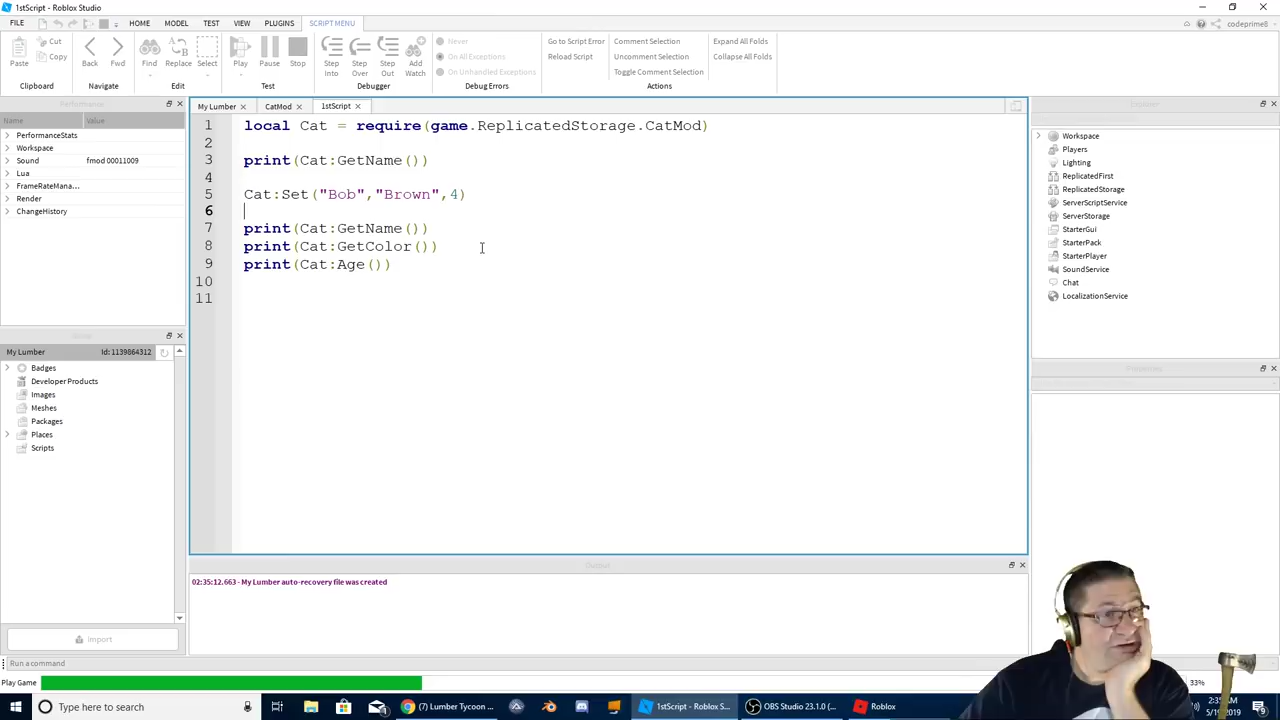 1stScript - Roblox Studio
FILE HOME MODEL TEST VIEW PLUGINS SCRIPT MENU codeprime8
Paste Cut Copy Back Fwd Find Replace Select Play Pause Stop Step Into Step Over Step Out Add Watch
Never
On All Exceptions
On Unhandled Exceptions
Go to Script Error
Reload Script
Comment Selection
Uncomment Selection
Toggle Comment Selection
Expand All Folds
Collapse All Folds
Clipboard Navigate Edit Test Debugger Debug Errors Actions
Performance
Name Value
PerformanceStats
Workspace
Sound fmod 00011009
Lua
FrameRateMana...
Render
ChangeHistory
My Lumber Id: 1139864312
Badges
Developer Products
Images
Meshes
Packages
Places
Scripts
Import
My Lumber CatMod 1stScript
1 local Cat = require(game.ReplicatedStorage.CatMod)
2
3 print(Cat:GetName())
4
5 Cat:Set("Bob","Brown",4)
6
7 print(Cat:GetName())
8 print(Cat:GetColor())
9 print(Cat:Age())
10
11
Output
02:35:12.663 - My Lumber auto-recovery file was created
Explorer
Workspace
Players
Lighting
ReplicatedFirst
ReplicatedStorage
ServerScriptService
ServerStorage
StarterGui
StarterPack
StarterPlayer
SoundService
Chat
LocalizationService
Properties
Run a command
Play Game 33%
Type here to search
(7) Lumber Tycoon ...
1stScript - Roblox S...
OBS Studio 23.1.0 (...
Roblox